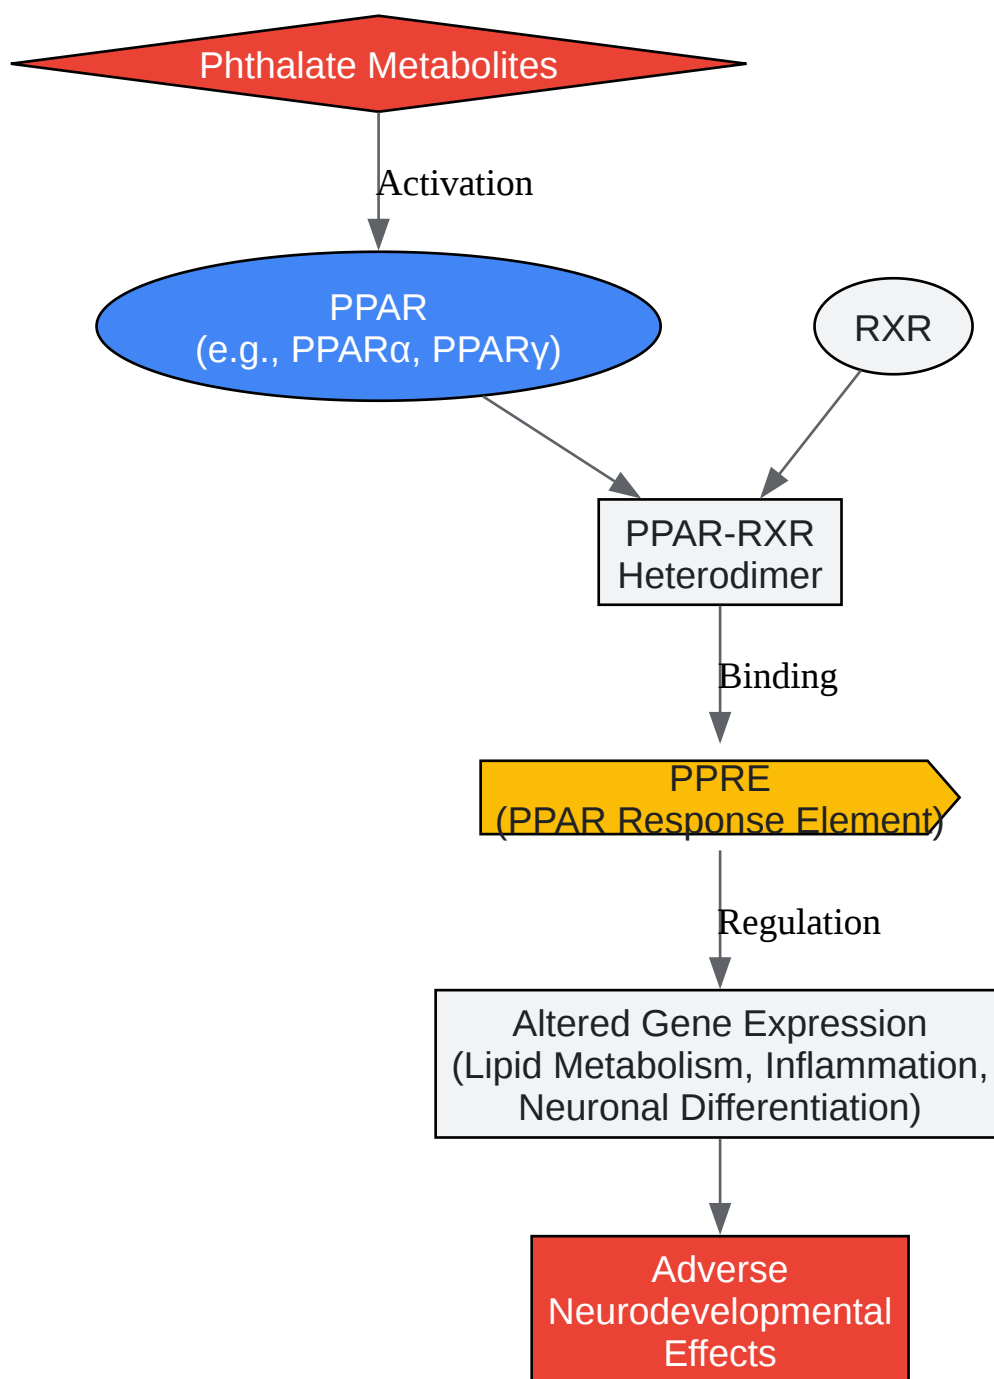 Phthalate Metabolites
Activation
PPAR
(e.g., PPARα, PPARγ)
RXR
PPAR-RXR
Heterodimer
Binding
PPRE
(PPAR Response Element)
Regulation
Altered Gene Expression
(Lipid Metabolism, Inflammation,
Neuronal Differentiation)
Adverse
Neurodevelopmental
Effects